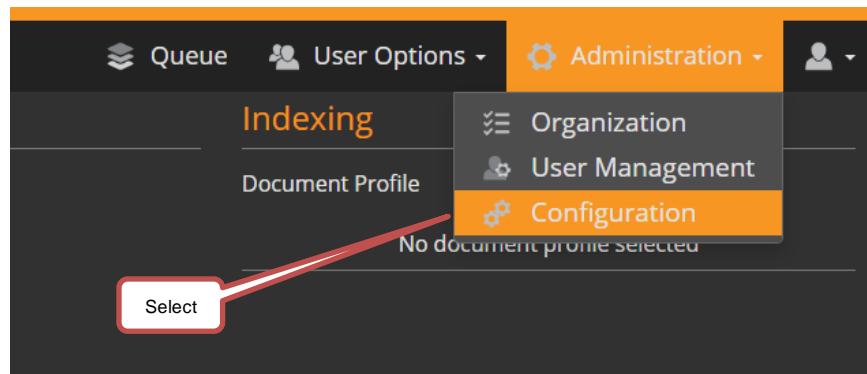 Queue User Options Administration
Indexing
Organization
Document Profile
User Management
Configuration
No document profile selected
Select